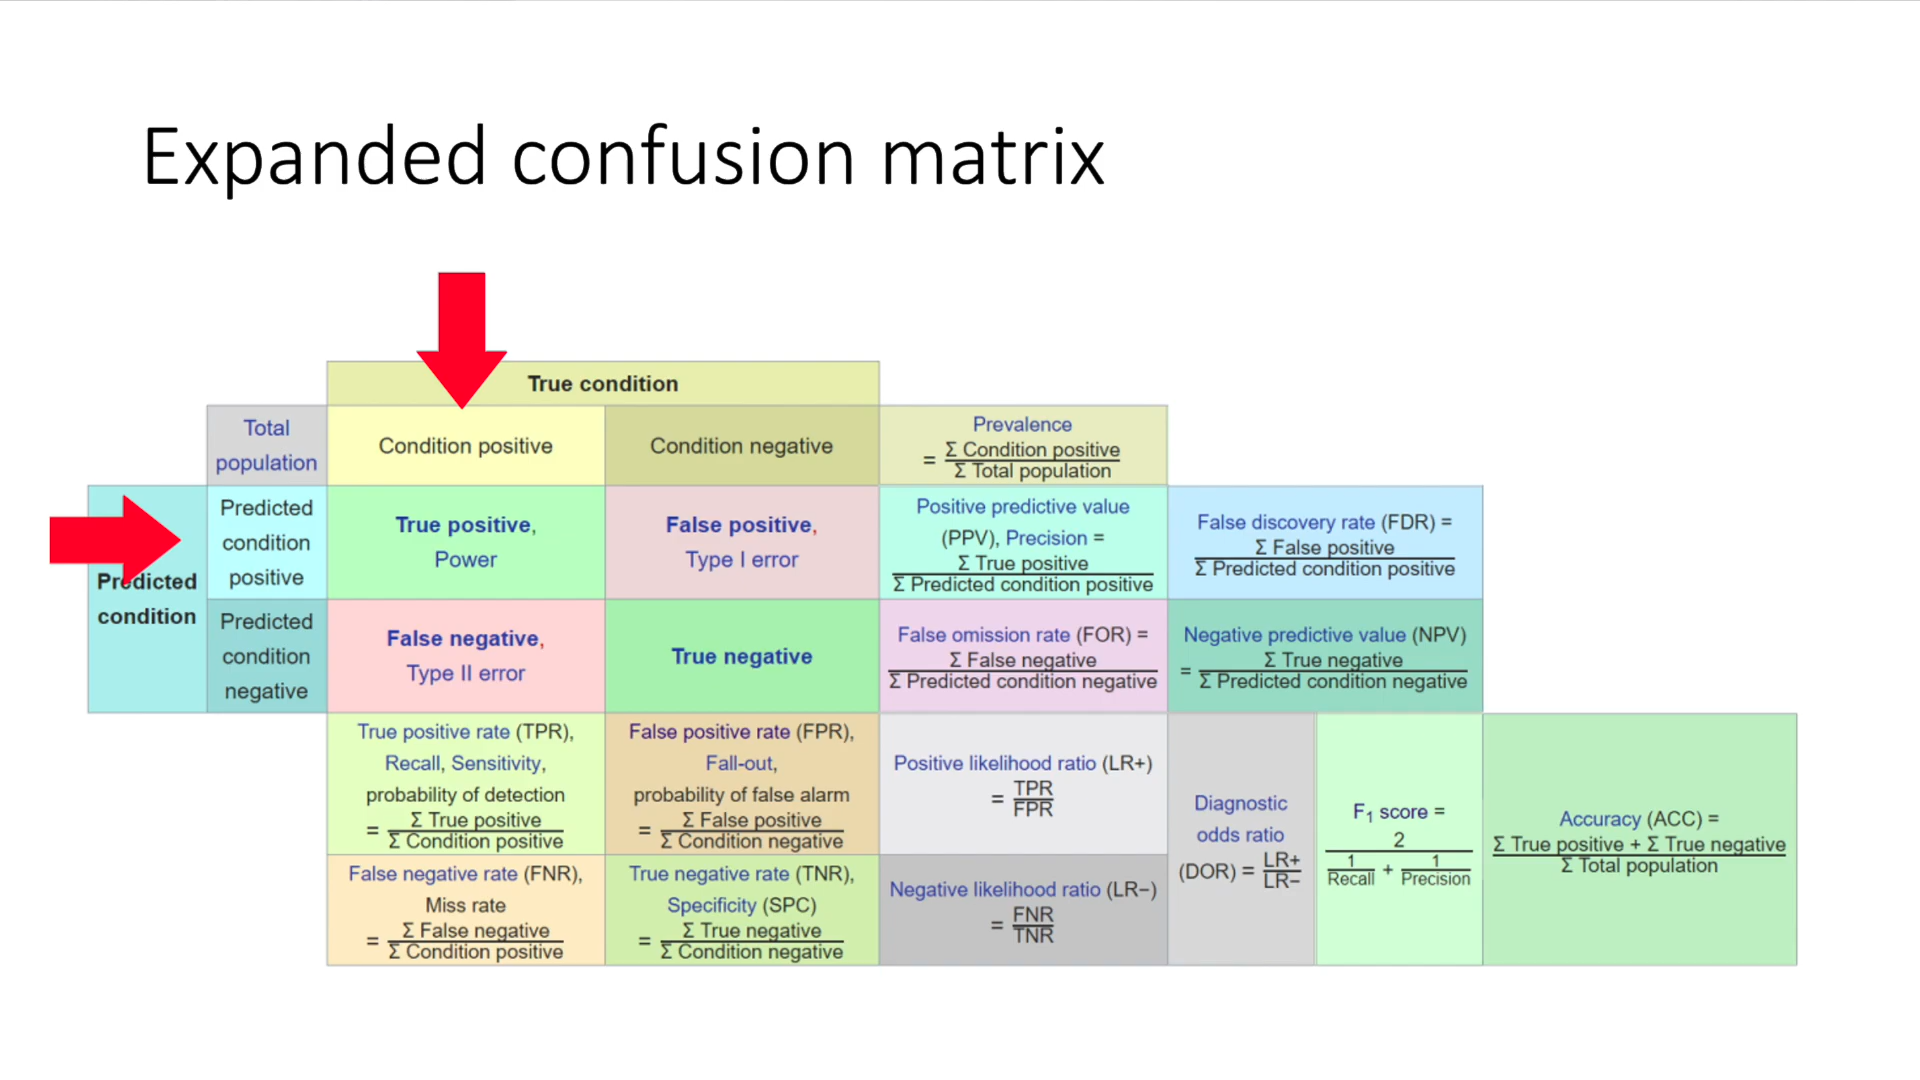 Expanded confusion matrix
True condition
Total
population
Condition positive
Condition negative
Prevalence
= Σ Condition positive
Σ Total population
Predicted
condition
Predicted
condition
positive
True positive,
Power
False positive,
Type I error
Positive predictive value
(PPV), Precision =
Σ True positive
Σ Predicted condition positive
False discovery rate (FDR) =
Σ False positive
Σ Predicted condition positive
Predicted
condition
negative
False negative,
Type II error
True negative
False omission rate (FOR) =
Σ False negative
Σ Predicted condition negative
Negative predictive value (NPV)
= Σ True negative
Σ Predicted condition negative
True positive rate (TPR),
Recall, Sensitivity,
probability of detection
= Σ True positive
Σ Condition positive
False positive rate (FPR),
Fall-out,
probability of false alarm
= Σ False positive
Σ Condition negative
Positive likelihood ratio (LR+)
= TPR
FPR
Diagnostic
odds ratio
(DOR) = LR+
LR−
F1 score =
2
1 + 1
Recall Precision
Accuracy (ACC) =
Σ True positive + Σ True negative
Σ Total population
False negative rate (FNR),
Miss rate
= Σ False negative
Σ Condition positive
True negative rate (TNR),
Specificity (SPC)
= Σ True negative
Σ Condition negative
Negative likelihood ratio (LR−)
= FNR
TNR